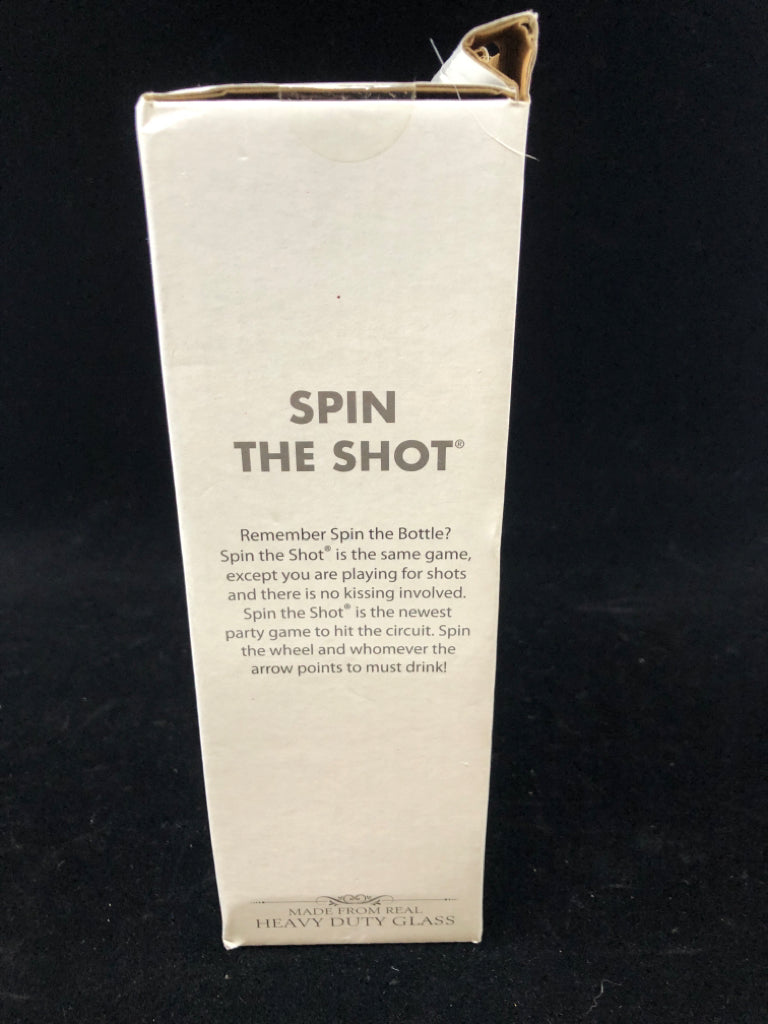 SPIN
THE SHOT®
Remember Spin the Bottle?
Spin the Shot® is the same game,
except you are playing for shots
and there is no kissing involved.
Spin the Shot® is the newest
party game to hit the circuit. Spin
the wheel and whomever the
arrow points to must drink!
MADE FROM REAL
HEAVY DUTY GLASS